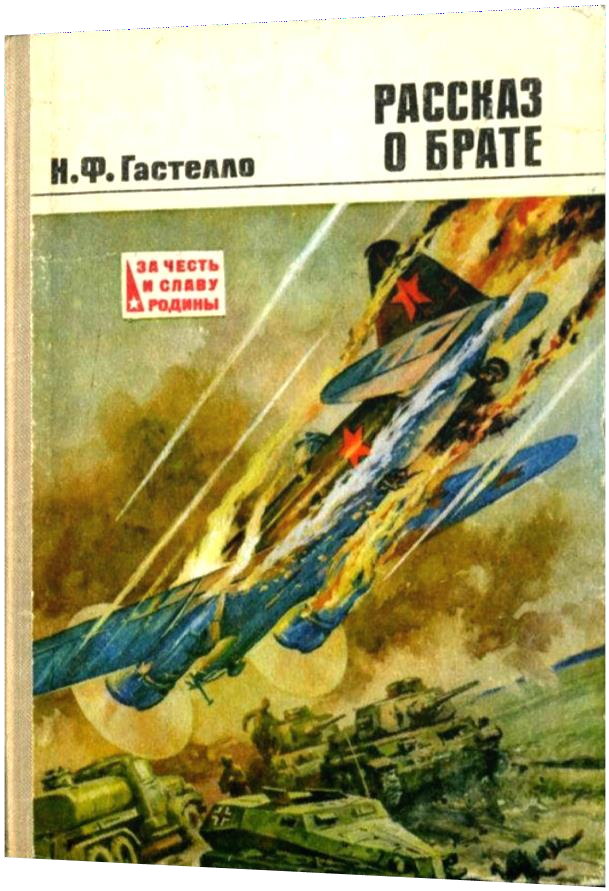 РАССКАЗ
О БРАТЕ
Н.Ф.Гастелло
ЗА ЧЕСТЬ
И СЛАВУ
РОДИНЫ